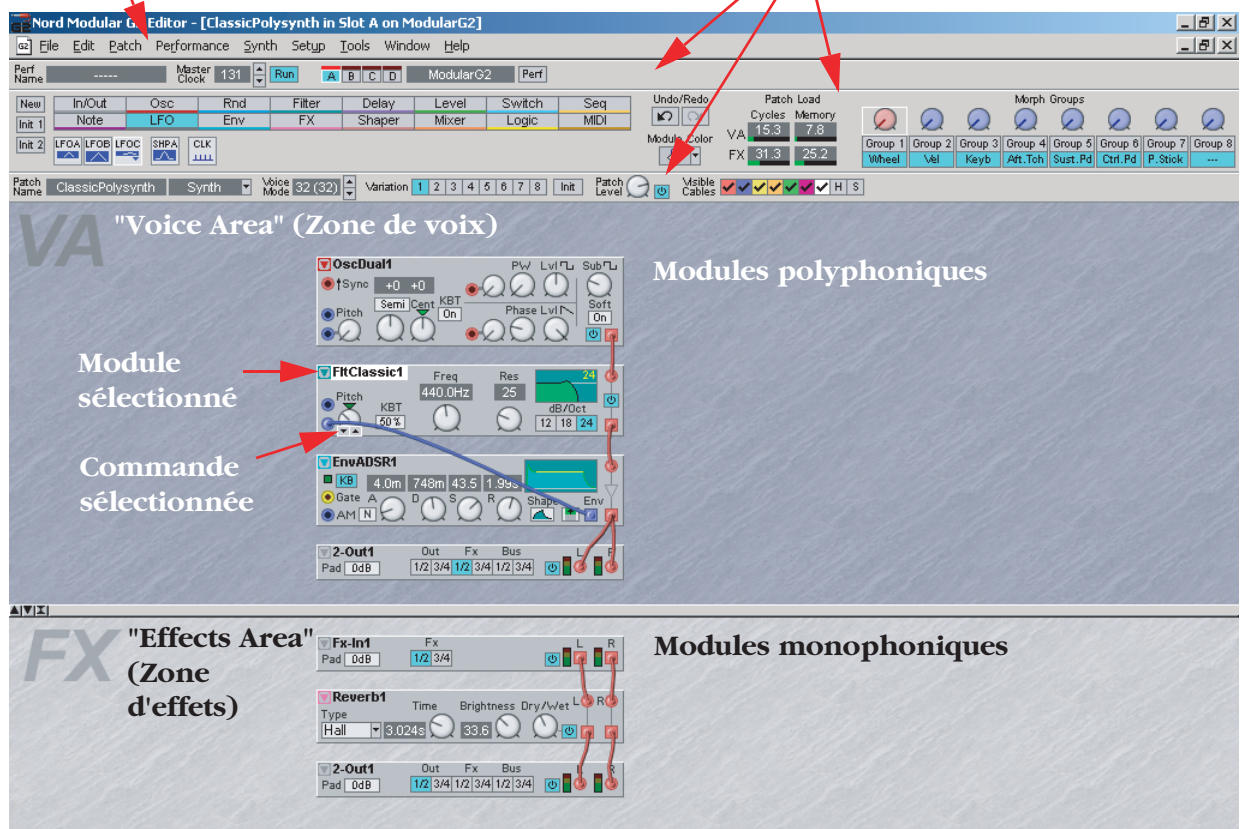 Nord Modular G2 Editor - [ClassicPolysynth in Slot A on ModularG2]
File Edit Patch Performance Synth Setup Tools Window Help
Perf Name ----- Master Clock 131 Run A B C D ModularG2 Perf
New In/Out Osc Rnd Filter Delay Level Switch Seq
Init 1 Note LFO Env FX Shaper Mixer Logic MIDI
Init 2 LFOA LFOB LFOC SHPA CLK
Undo/Redo
Module Color
Patch Load
Cycles Memory
VA 15.3 7.8
FX 31.3 25.2
Morph Groups
Group 1 Group 2 Group 3 Group 4 Group 5 Group 6 Group 7 Group 8
Wheel Vel Keyb Aft.Tch Sust.Pd Ctrl.Pd P.Stick ---
Patch Name ClassicPolysynth Synth Voice Mode 32 (32) Variation 1 2 3 4 5 6 7 8 Init Patch Level Visible Cables H S
VA "Voice Area" (Zone de voix)
Modules polyphoniques
OscDual1 PW Lvl Sub
Sync +0 +0
Semi Cent KBT On
Pitch
Phase Lvl
Soft On
Module sélectionné
FltClassic1 Freq Res 24
440.0Hz 25
Pitch KBT 50% dB/Oct
12 18 24
Commande sélectionnée
EnvADSR1
KB 4.0m 748m 43.5 1.99s
Gate A D S R Shape Env
AM N
2-Out1 Out Fx Bus L R
Pad 0dB 1/2 3/4 1/2 3/4 1/2 3/4
FX "Effects Area" (Zone d'effets)
Modules monophoniques
Fx-In1 Fx L R
Pad 0dB 1/2 3/4
Reverb1 Time Brightness Dry/Wet L R
Type
Hall 3.024s 33.6
2-Out1 Out Fx Bus L R
Pad 0dB 1/2 3/4 1/2 3/4 1/2 3/4